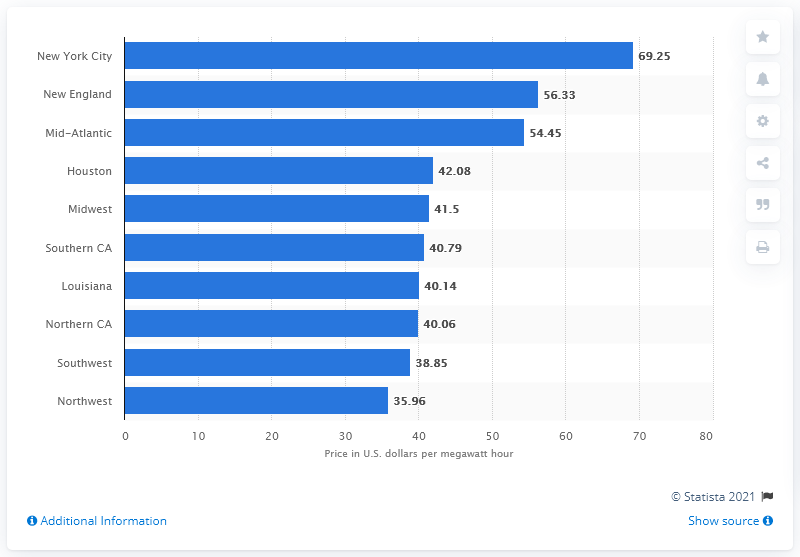 New York City 69.25
New England 56.33
Mid-Atlantic 54.45
Houston 42.08
Midwest 41.5
Southern CA 40.79
Louisiana 40.14
Northern CA 40.06
Southwest 38.85
Northwest 35.96
0 10 20 30 40 50 60 70 80
Price in U.S. dollars per megawatt hour
© Statista 2021
Additional Information
Show source